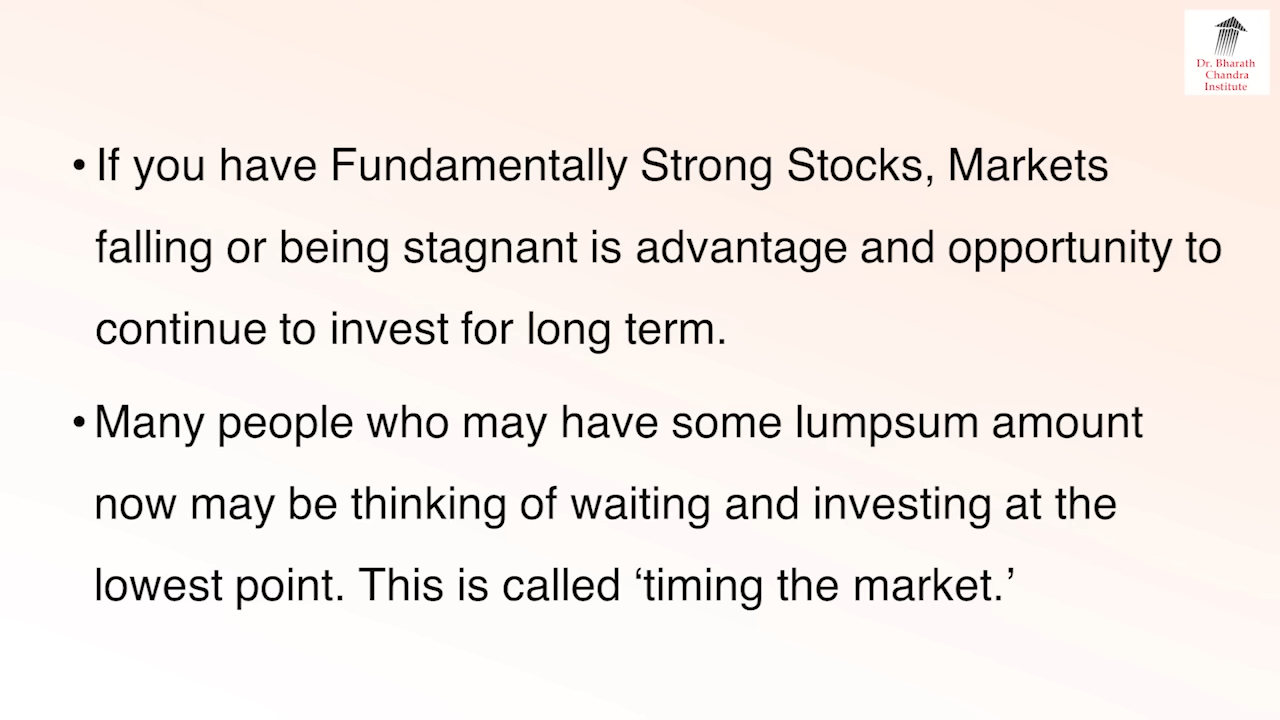 Dr. Bharath
Chandra
Institute
• If you have Fundamentally Strong Stocks, Markets
falling or being stagnant is advantage and opportunity to
continue to invest for long term.
• Many people who may have some lumpsum amount
now may be thinking of waiting and investing at the
lowest point. This is called ‘timing the market.’